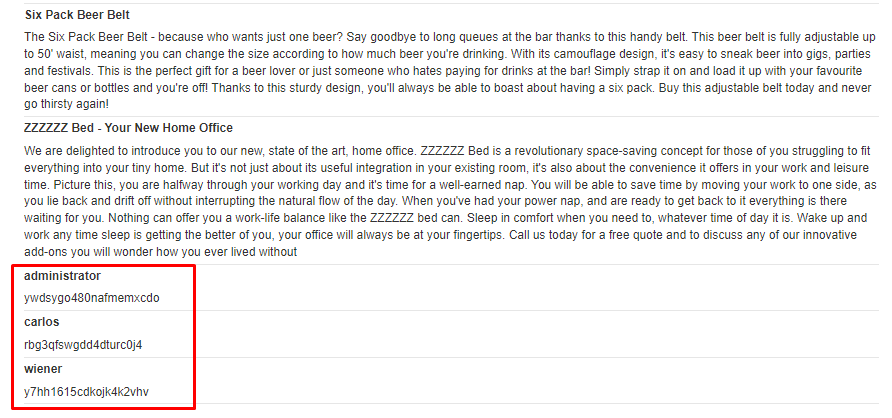 Six Pack Beer Belt
The Six Pack Beer Belt - because who wants just one beer? Say goodbye to long queues at the bar thanks to this handy belt. This beer belt is fully adjustable up
to 50' waist, meaning you can change the size according to how much beer you're drinking. With its camouflage design, it's easy to sneak beer into gigs, parties
and festivals. This is the perfect gift for a beer lover or just someone who hates paying for drinks at the bar! Simply strap it on and load it up with your favourite
beer cans or bottles and you're off! Thanks to this sturdy design, you'll always be able to boast about having a six pack. Buy this adjustable belt today and never
go thirsty again!
ZZZZZZ Bed - Your New Home Office
We are delighted to introduce you to our new, state of the art, home office. ZZZZZZ Bed is a revolutionary space-saving concept for those of you struggling to fit
everything into your tiny home. But it's not just about its useful integration in your existing room, it's also about the convenience it offers in your work and leisure
time. Picture this, you are halfway through your working day and it's time for a well-earned nap. You will be able to save time by moving your work to one side, as
you lie back and drift off without interrupting the natural flow of the day. When you've had your power nap, and are ready to get back to it everything is there
waiting for you. Nothing can offer you a work-life balance like the ZZZZZZ bed can. Sleep in comfort when you need to, whatever time of day it is. Wake up and
work any time sleep is getting the better of you, your office will always be at your fingertips. Call us today for a free quote and to discuss any of our innovative
add-ons you will wonder how you ever lived without
administrator
ywdsygo480nafmemxcdo
carlos
rbg3qfswgdd4dturc0j4
wiener
y7hh1615cdkojk4k2vhv